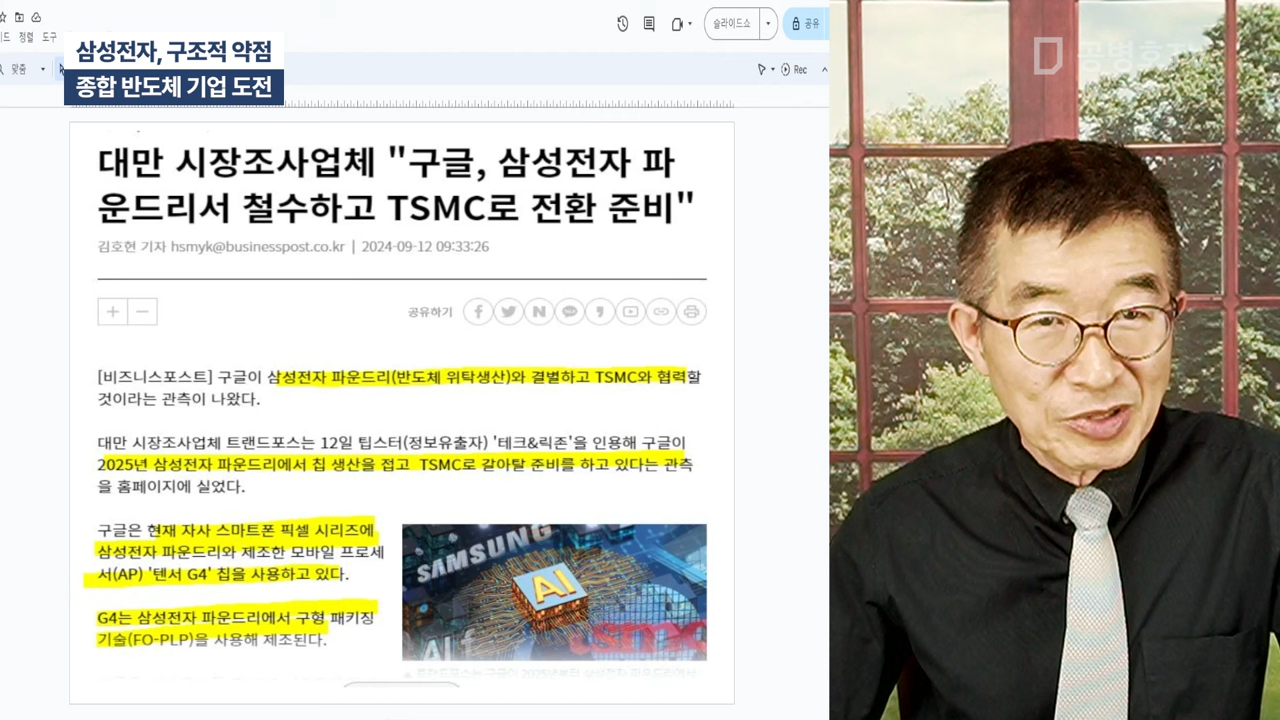 슬라이드쇼
공유
정렬 도구
맞춤
Rec
삼성전자, 구조적 약점
종합 반도체 기업 도전
대만 시장조사업체 "구글, 삼성전자 파
운드리서 철수하고 TSMC로 전환 준비"
김호현 기자 hsmyk@businesspost.co.kr | 2024-09-12 09:33:26
공유하기
[비즈니스포스트] 구글이 삼성전자 파운드리(반도체 위탁생산)와 결별하고 TSMC와 협력할
것이라는 관측이 나왔다.
대만 시장조사업체 트랜드포스는 12일 팁스터(정보유출자) '테크&릭존'을 인용해 구글이
2025년 삼성전자 파운드리에서 칩 생산을 접고 TSMC로 갈아탈 준비를 하고 있다는 관측
을 홈페이지에 실었다.
구글은 현재 자사 스마트폰 픽셀 시리즈에
삼성전자 파운드리와 제조한 모바일 프로세
서(AP) '텐서 G4' 칩을 사용하고 있다.
G4는 삼성전자 파운드리에서 구형 패키징
기술(FO-PLP)을 사용해 제조된다.
SAMSUNG
AI
tsmc
공병호